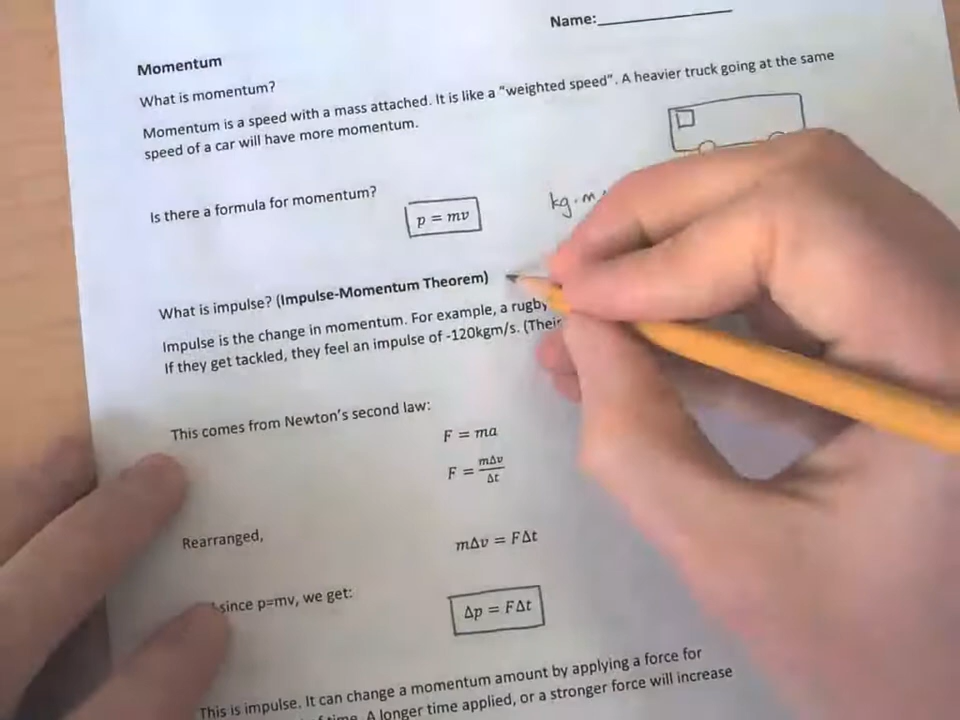 Name:
Momentum
What is momentum?
Momentum is a speed with a mass attached. It is like a “weighted speed”. A heavier truck going at the same
speed of a car will have more momentum.
Is there a formula for momentum?
p = mv
kg·m
What is impulse? (Impulse-Momentum Theorem)
Impulse is the change in momentum. For example, a rugby
If they get tackled, they feel an impulse of -120kgm/s. (Their
This comes from Newton’s second law:
F = ma
F = mΔv/Δt
Rearranged,
mΔv = FΔt
since p=mv, we get:
Δp = FΔt
This is impulse. It can change a momentum amount by applying a force for
of time. A longer time applied, or a stronger force will increase